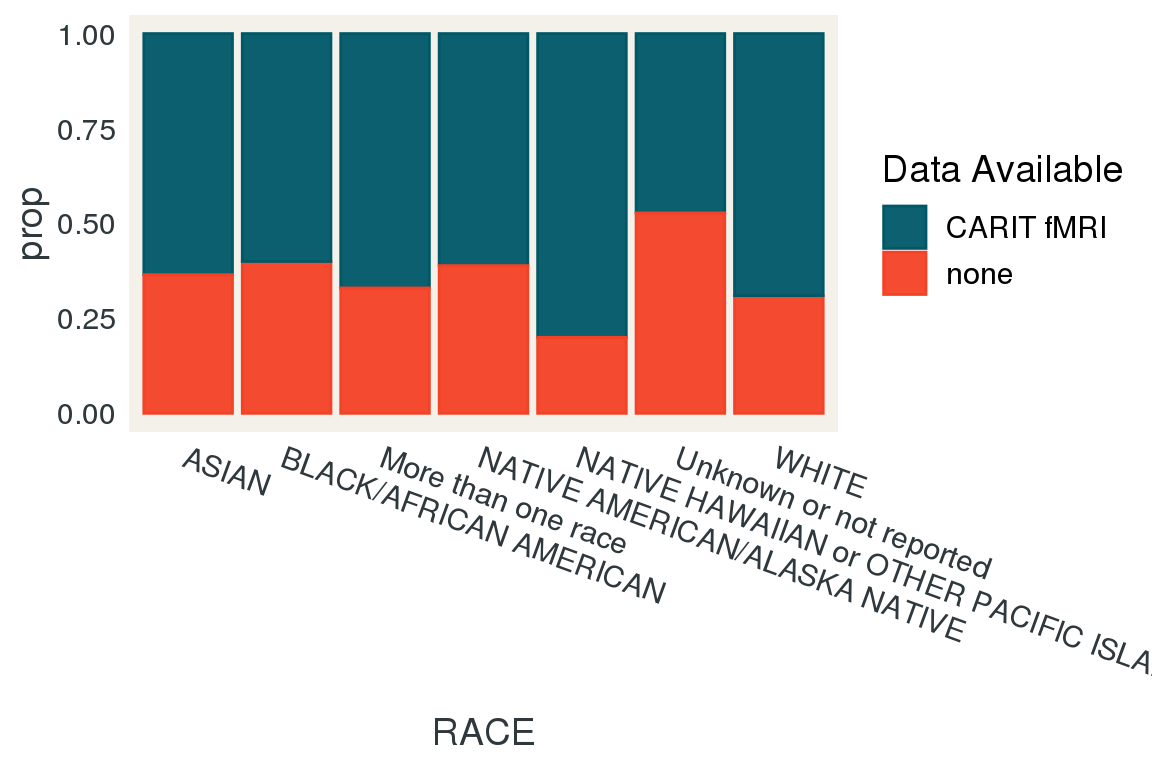 1.00
0.75
0.50
0.25
0.00
prop
ASIAN
BLACK/AFRICAN AMERICAN
More than one race
NATIVE AMERICAN/ALASKA NATIVE
NATIVE HAWAIIAN or OTHER PACIFIC ISLA
Unknown or not reported
WHITE
RACE
Data Available
CARIT fMRI
none